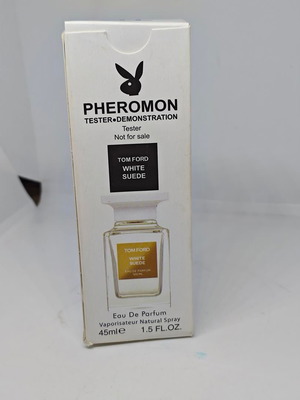 PHEROMON
TESTER●DEMONSTRATION
Tester
Not for sale
TOM FORD
WHITE
SUEDE
TOM FORD
WHITE
SUEDE
Eau De Parfum
Vaporisateur Natural Spray
45ml℮ 1.5 FL.OZ.